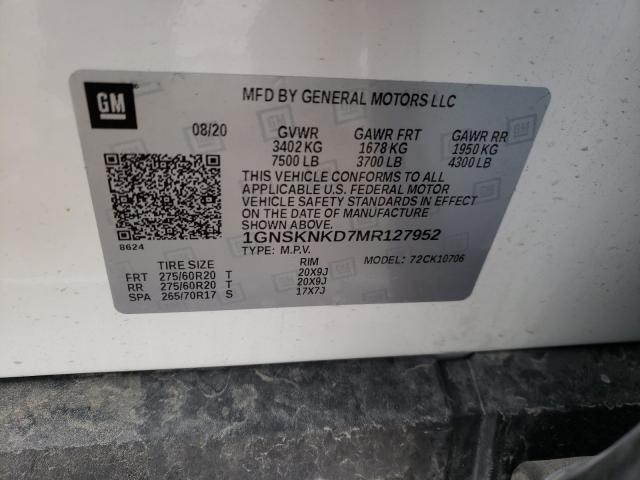 GM
MFD BY GENERAL MOTORS LLC
08/20 GVWR GAWR FRT GAWR RR
3402 KG 1678 KG 1950 KG
7500 LB 3700 LB 4300 LB
THIS VEHICLE CONFORMS TO ALL
APPLICABLE U.S. FEDERAL MOTOR
VEHICLE SAFETY STANDARDS IN EFFECT
ON THE DATE OF MANUFACTURE SHOWN ABOVE.
8624 1GNSKNKD7MR127952
TYPE: M.P.V. MODEL: 72CK10706
TIRE SIZE RIM
FRT 275/60R20 T 20X9J
RR 275/60R20 T 20X9J
SPA 265/70R17 S 17X7J